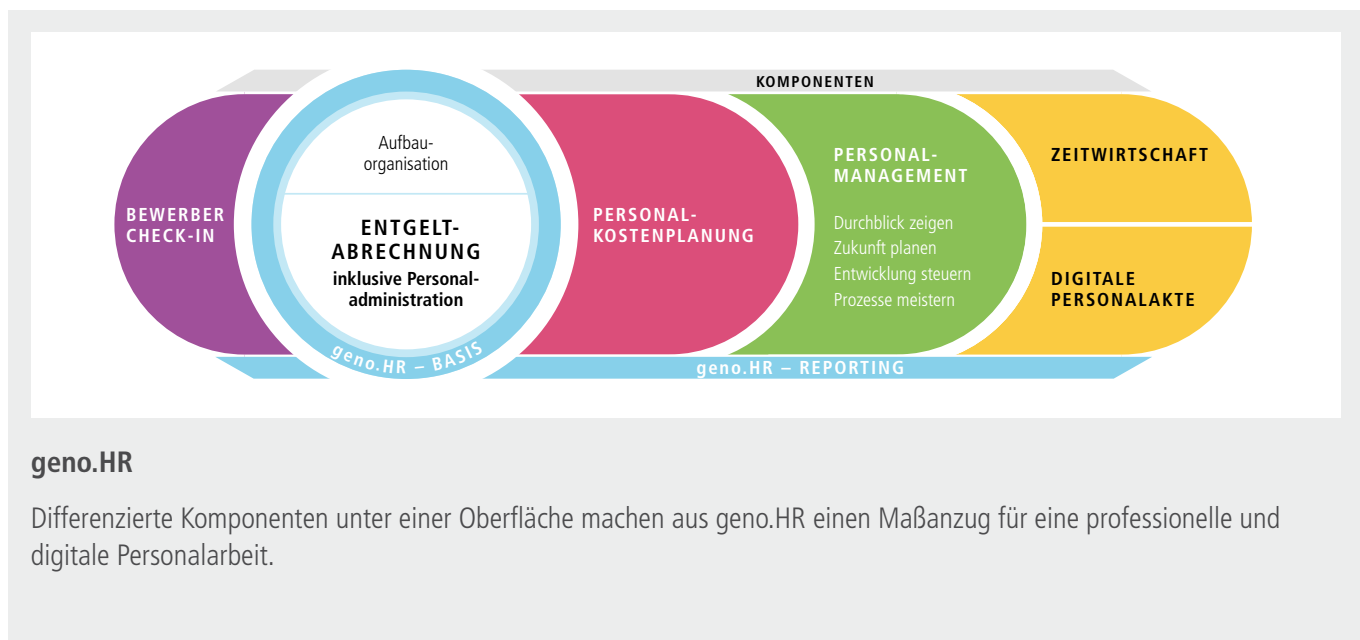 KOMPONENTEN
BEWERBER
CHECK-IN
Aufbau-
organisation
ENTGELT-
ABRECHNUNG
inklusive Personal-
administration
geno.HR – BASIS
PERSONAL-
KOSTENPLANUNG
PERSONAL-
MANAGEMENT
Durchblick zeigen
Zukunft planen
Entwicklung steuern
Prozesse meistern
ZEITWIRTSCHAFT
DIGITALE
PERSONALAKTE
geno.HR – REPORTING
geno.HR
Differenzierte Komponenten unter einer Oberfläche machen aus geno.HR einen Maßanzug für eine professionelle und
digitale Personalarbeit.